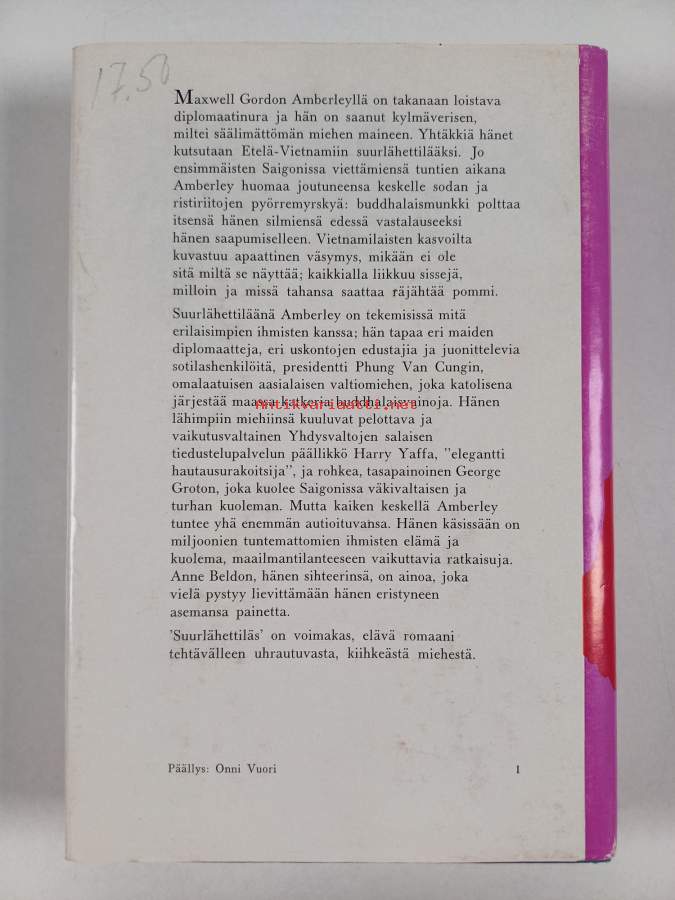 17.50
Maxwell Gordon Amberleyllä on takanaan loistava
diplomaatinura ja hän on saanut kylmäverisen,
miltei säälimättömän miehen maineen. Yhtäkkiä hänet
kutsutaan Etelä-Vietnamiin suurlähettilääksi. Jo
ensimmäisten Saigonissa viettämiensä tuntien aikana
Amberley huomaa joutuneensa keskelle sodan ja
ristiriitojen pyörremyrskyä: buddhalaismunkki polttaa
itsensä hänen silmiensä edessä vastalauseeksi
hänen saapumiselleen. Vietnamilaisten kasvoilta
kuvastuu apaattinen väsymys, mikään ei ole
sitä miltä se näyttää; kaikkialla liikkuu sissejä,
milloin ja missä tahansa saattaa räjähtää pommi.
Suurlähettiläänä Amberley on tekemisissä mitä
erilaisimpien ihmisten kanssa; hän tapaa eri maiden
diplomaatteja, eri uskontojen edustajia ja juonittelevia
sotilashenkilöitä, presidentti Phung Van Cungin,
omalaatuisen aasialaisen valtiomiehen, joka katolisena
järjestää maassa katkeria buddhalaisvainoja. Hänen
Antikvariaatti.net
lähimpiin miehiinsä kuuluvat pelottava ja
vaikutusvaltainen Yhdysvaltojen salaisen
tiedustelupalvelun päällikkö Harry Yaffa, "elegantti
hautausurakoitsija", ja rohkea, tasapainoinen George
Groton, joka kuolee Saigonissa väkivaltaisen ja
turhan kuoleman. Mutta kaiken keskellä Amberley
tuntee yhä enemmän autioituvansa. Hänen käsissään on
miljoonien tuntemattomien ihmisten elämä ja
kuolema, maailmantilanteeseen vaikuttavia ratkaisuja.
Anne Beldon, hänen sihteerinsä, on ainoa, joka
vielä pystyy lievittämään hänen eristyneen
asemansa painetta.
'Suurlähettiläs' on voimakas, elävä romaani
tehtävälleen uhrautuvasta, kiihkeästä miehestä.
Päällys: Onni Vuori 1